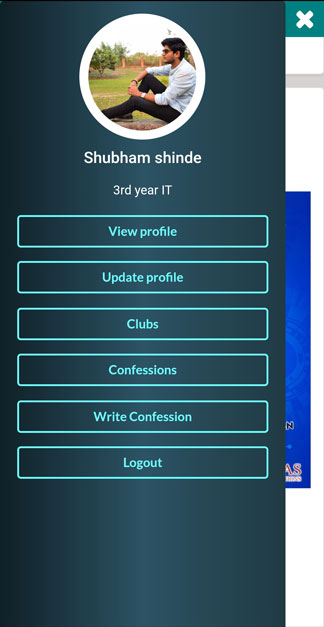 Shubham shinde
3rd year IT
View profile
Update profile
Clubs
Confessions
Write Confession
Logout
N
AS